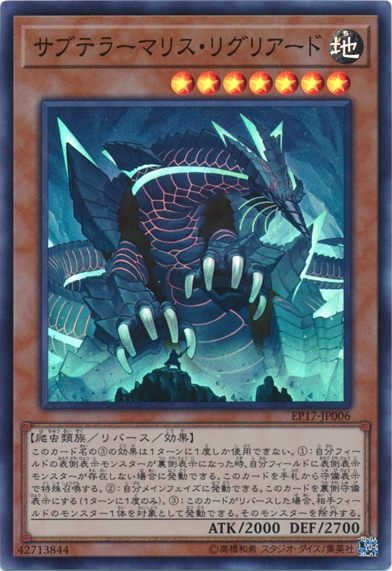 サブテラーマリス・リグリアード
地
EP17-JP006
【爬虫類族/リバース/効果】
このカード名の③の効果は1ターンに1度しか使用できない。①：自分フィー
ルドの表側表示モンスターが裏側表示になった時、自分フィールドに表側表示
モンスターが存在しない場合に発動できる。このカードを手札から守備表示
で特殊召喚する。②：自分メインフェイズに発動できる。このカードを裏側守備
表示にする(1ターンに1度のみ)。③：このカードがリバースした場合、相手フィール
ドのモンスター1体を対象として発動できる。そのモンスターを除外する。
ATK/2000 DEF/2700
42713844
©高橋和希 スタジオ・ダイス/集英社